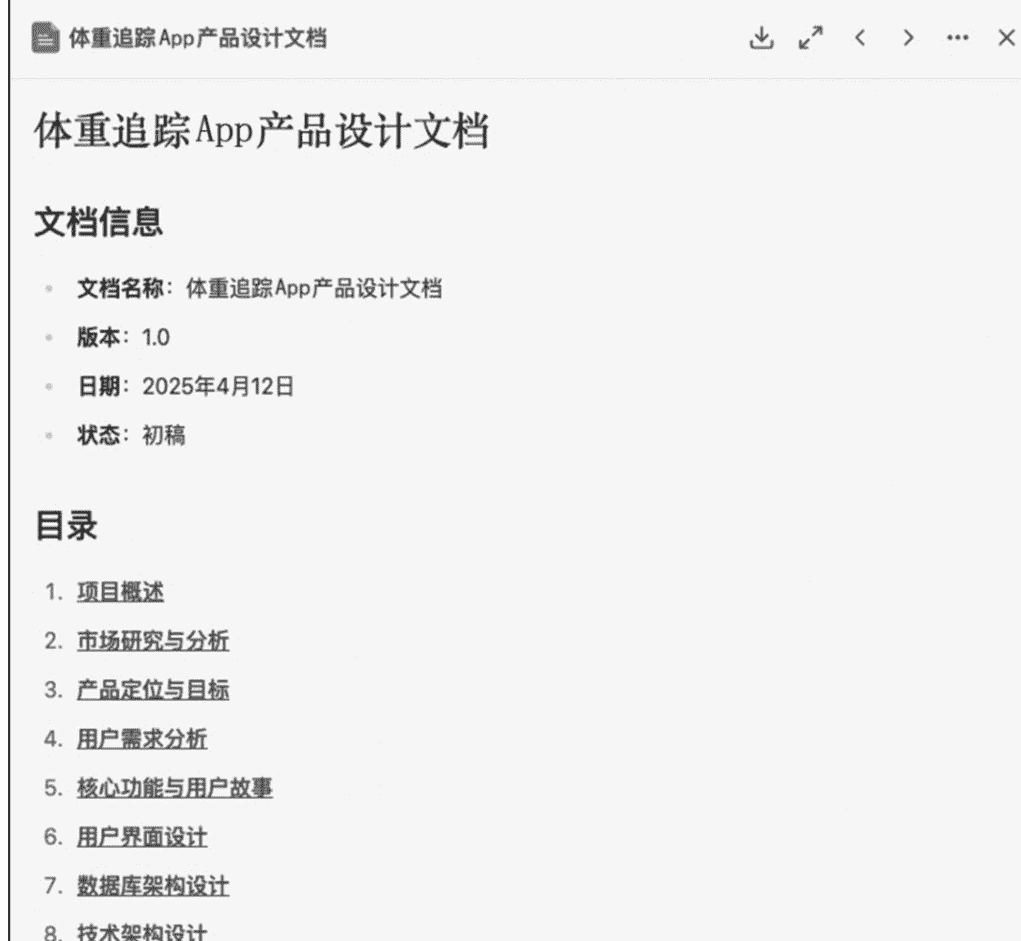 体重追踪App产品设计文档
体重追踪App产品设计文档
文档信息
文档名称：体重追踪App产品设计文档
版本：1.0
日期：2025年4月12日
状态：初稿
目录
1. 项目概述
2. 市场研究与分析
3. 产品定位与目标
4. 用户需求分析
5. 核心功能与用户故事
6. 用户界面设计
7. 数据库架构设计
8. 技术架构设计